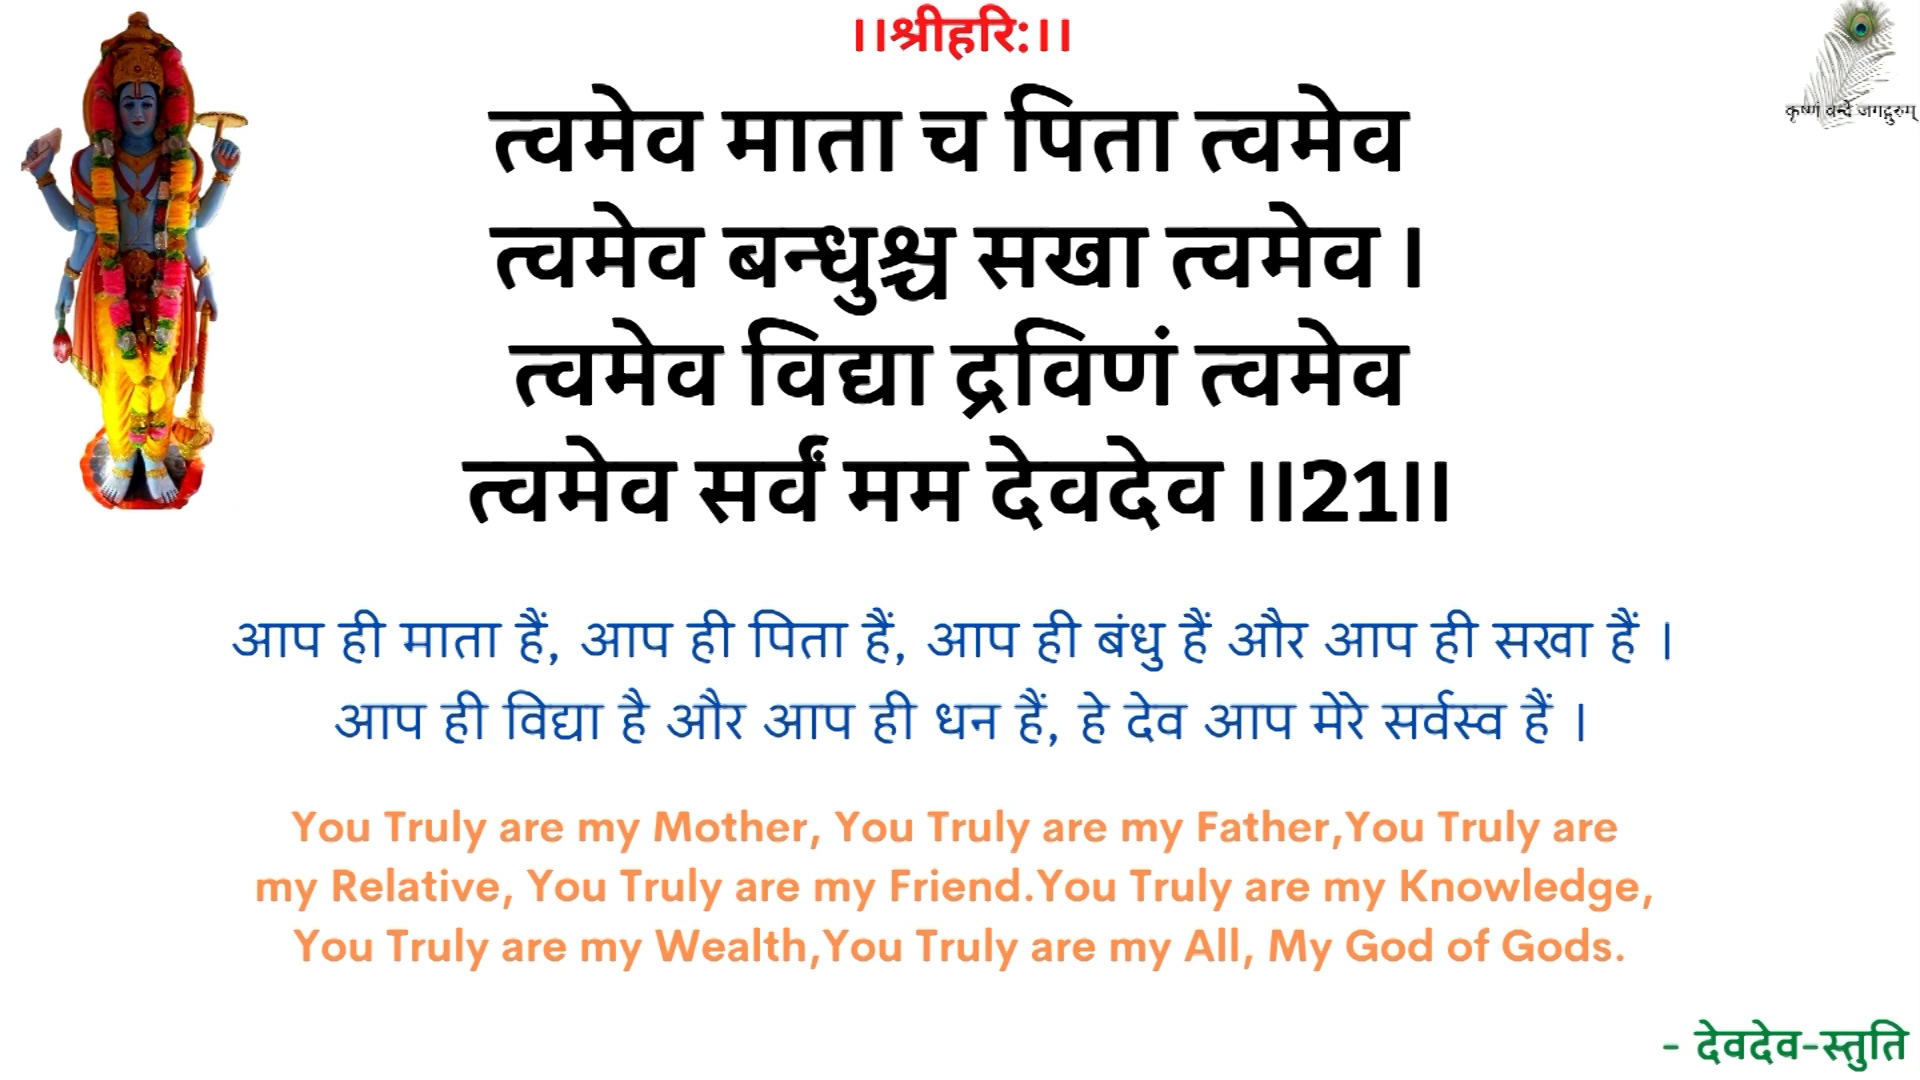 ।।श्रीहरि:।।
कृष्णं वन्दे जगद्गुरुम्
त्वमेव माता च पिता त्वमेव
त्वमेव बन्धुश्च सखा त्वमेव ।
त्वमेव विद्या द्रविणं त्वमेव
त्वमेव सर्वं मम देवदेव ।।21।।
आप ही माता हैं, आप ही पिता हैं, आप ही बंधु हैं और आप ही सखा हैं ।
आप ही विद्या है और आप ही धन हैं, हे देव आप मेरे सर्वस्व हैं ।
You Truly are my Mother, You Truly are my Father,You Truly are
my Relative, You Truly are my Friend.You Truly are my Knowledge,
You Truly are my Wealth,You Truly are my All, My God of Gods.
- देवदेव-स्तुति